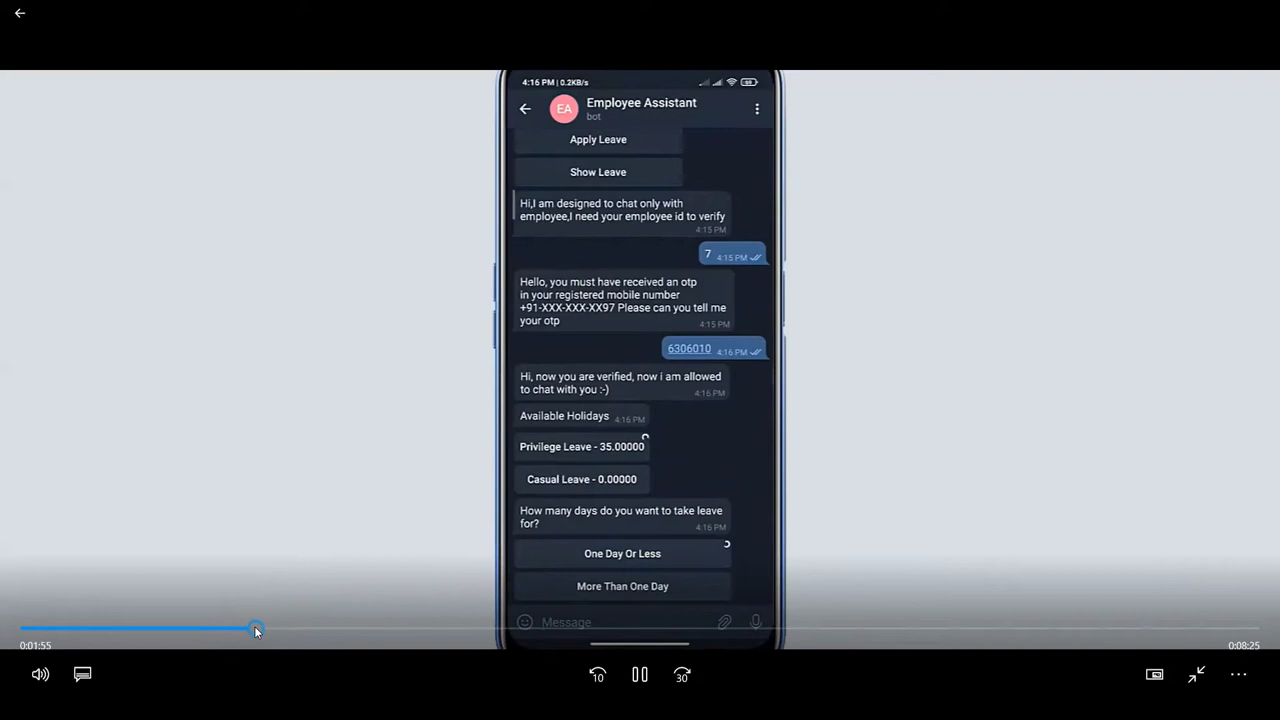 4:16 PM | 0.2KB/s
69
EA
Employee Assistant
bot
Apply Leave
Show Leave
Hi,I am designed to chat only with
employee,I need your employee id to verify
4:15 PM
7 4:15 PM
Hello, you must have received an otp
in your registered mobile number
+91-XXX-XXX-XX97 Please can you tell me
your otp
4:15 PM
6306010 4:16 PM
Hi, now you are verified, now i am allowed
to chat with you :-)
4:16 PM
Available Holidays 4:16 PM
Privilege Leave - 35.00000
Casual Leave - 0.00000
How many days do you want to take leave
for?
4:16 PM
One Day Or Less
More Than One Day
Message
0:01:55
0:08:25
10
30